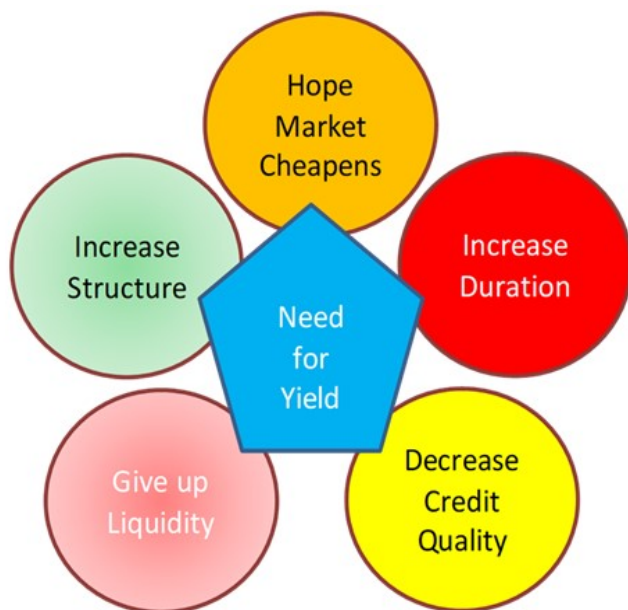 Hope
Market
Cheapens
Increase
Structure
Increase
Duration
Need
for
Yield
Give up
Liquidity
Decrease
Credit
Quality